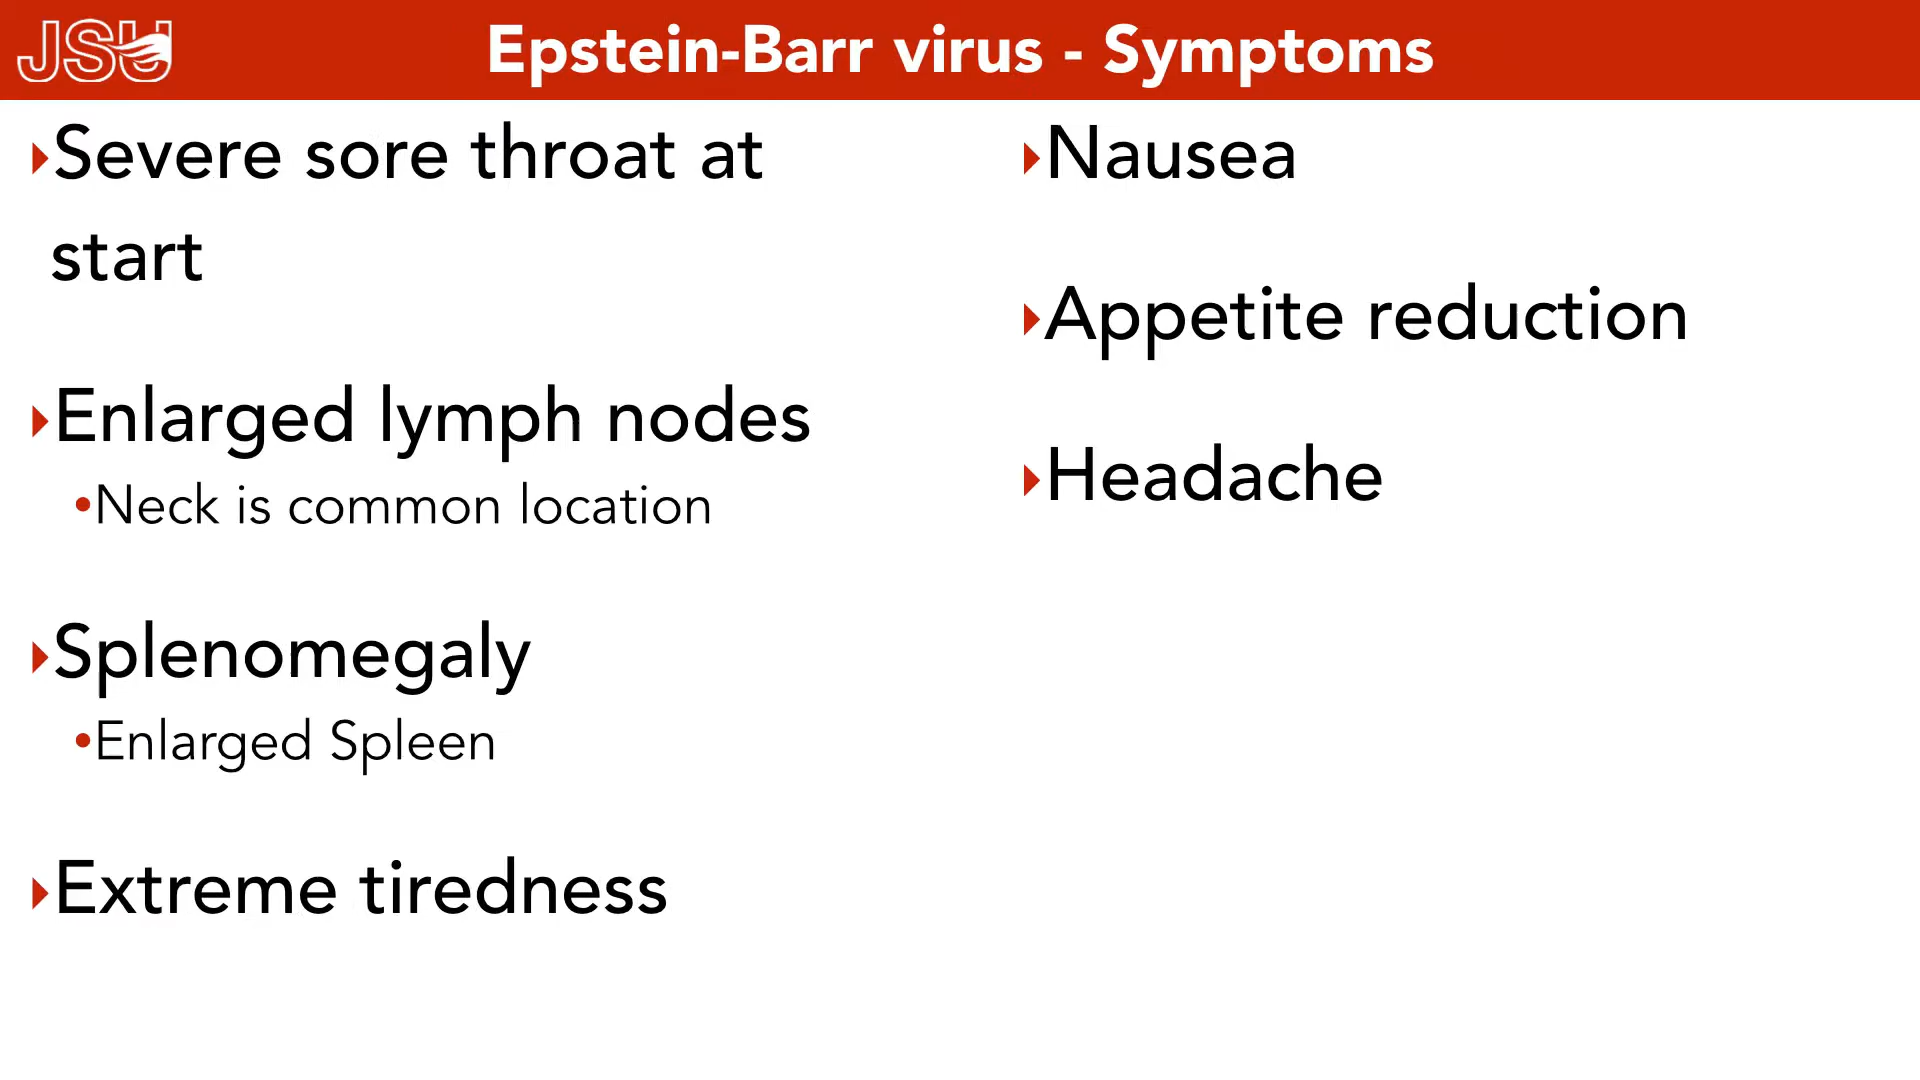 JSU
Epstein-Barr virus - Symptoms
‣Severe sore throat at
start
‣Enlarged lymph nodes
•Neck is common location
‣Splenomegaly
•Enlarged Spleen
‣Extreme tiredness
‣Nausea
‣Appetite reduction
‣Headache